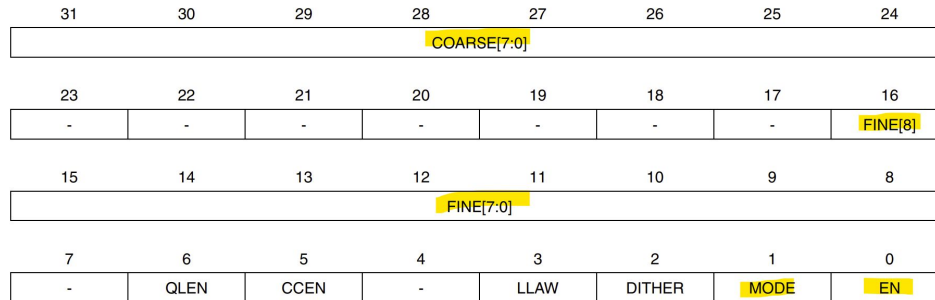 31 30 29 28 27 26 25 24
COARSE[7:0]
23 22 21 20 19 18 17 16
- - - - - - - FINE[8]
15 14 13 12 11 10 9 8
FINE[7:0]
7 6 5 4 3 2 1 0
- QLEN CCEN - LLAW DITHER MODE EN